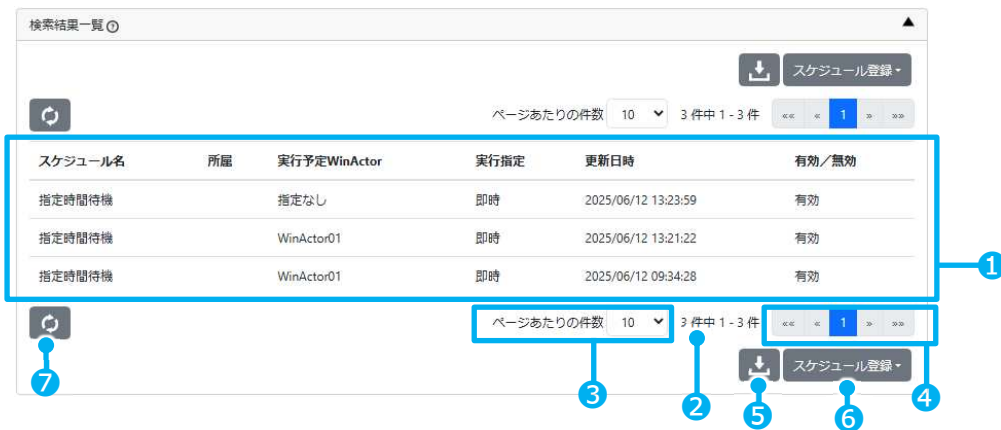 検索結果一覧 ?
スケジュール登録
ページあたりの件数 10 3 件中 1 - 3 件 «« « 1 » »»
スケジュール名 所属 実行予定WinActor 実行指定 更新日時 有効／無効
指定時間待機 指定なし 即時 2025/06/12 13:23:59 有効
指定時間待機 WinActor01 即時 2025/06/12 13:21:22 有効
指定時間待機 WinActor01 即時 2025/06/12 09:34:28 有効
1
ページあたりの件数 10 3 件中 1 - 3 件 «« « 1 » »»
スケジュール登録
7 3 2 5 6 4